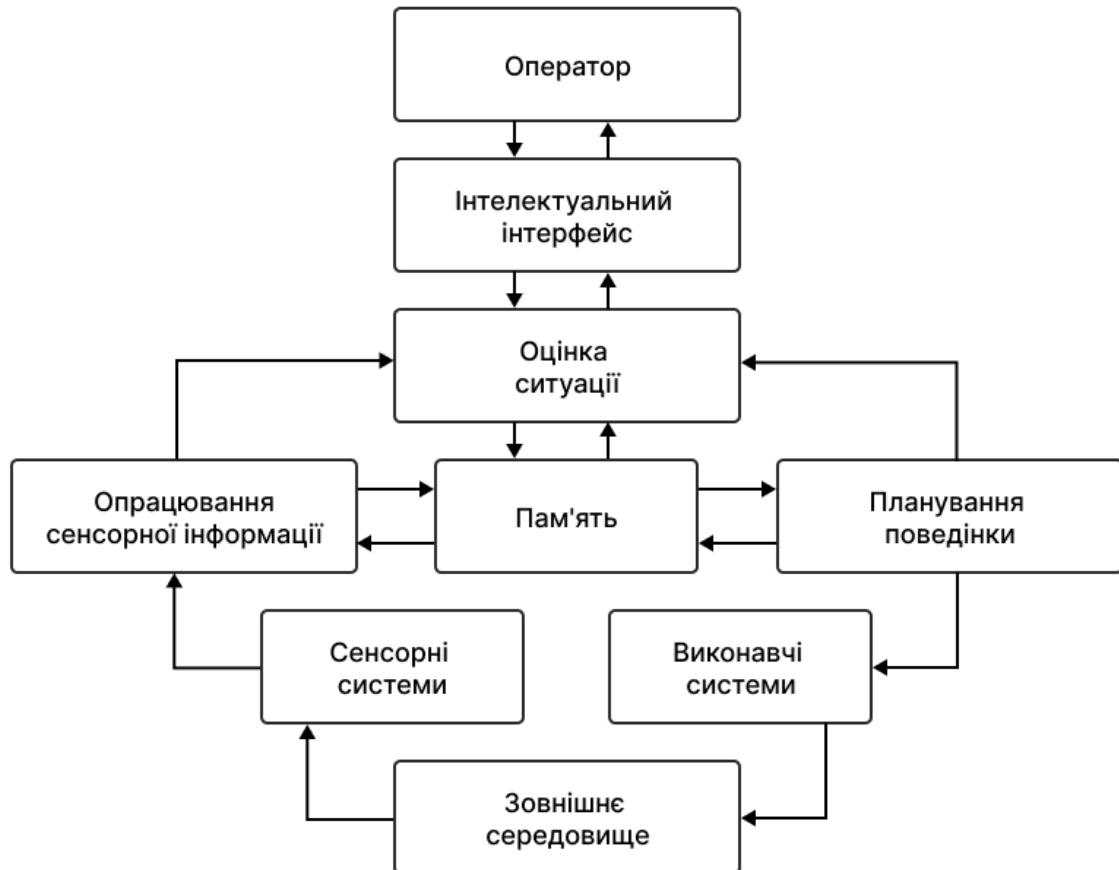 Оператор
Інтелектуальний
інтерфейс
Оцінка
ситуації
Опрацювання
сенсорної інформації
Пам'ять
Планування
поведінки
Сенсорні
системи
Виконавчі
системи
Зовнішнє
середовище